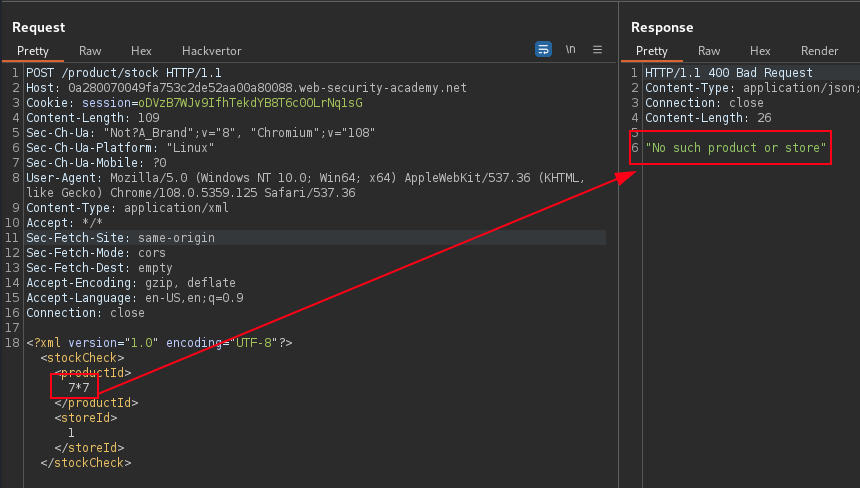 Request
Pretty Raw Hex Hackvertor \n
1 POST /product/stock HTTP/1.1
2 Host: 0a280070049fa753c2de52aa00a80088.web-security-academy.net
3 Cookie: session=oDVzB7WJv9IfhTekdYB8T6c0OLrNqlsG
4 Content-Length: 109
5 Sec-Ch-Ua: "Not?A_Brand";v="8", "Chromium";v="108"
6 Sec-Ch-Ua-Platform: "Linux"
7 Sec-Ch-Ua-Mobile: ?0
8 User-Agent: Mozilla/5.0 (Windows NT 10.0; Win64; x64) AppleWebKit/537.36 (KHTML,
like Gecko) Chrome/108.0.5359.125 Safari/537.36
9 Content-Type: application/xml
10 Accept: */*
11 Sec-Fetch-Site: same-origin
12 Sec-Fetch-Mode: cors
13 Sec-Fetch-Dest: empty
14 Accept-Encoding: gzip, deflate
15 Accept-Language: en-US,en;q=0.9
16 Connection: close
17
18 <?xml version="1.0" encoding="UTF-8"?>
<stockCheck>
<productId>
7*7
</productId>
<storeId>
1
</storeId>
</stockCheck>
Response
Pretty Raw Hex Render
1 HTTP/1.1 400 Bad Request
2 Content-Type: application/json;
3 Connection: close
4 Content-Length: 26
5
6 "No such product or store"